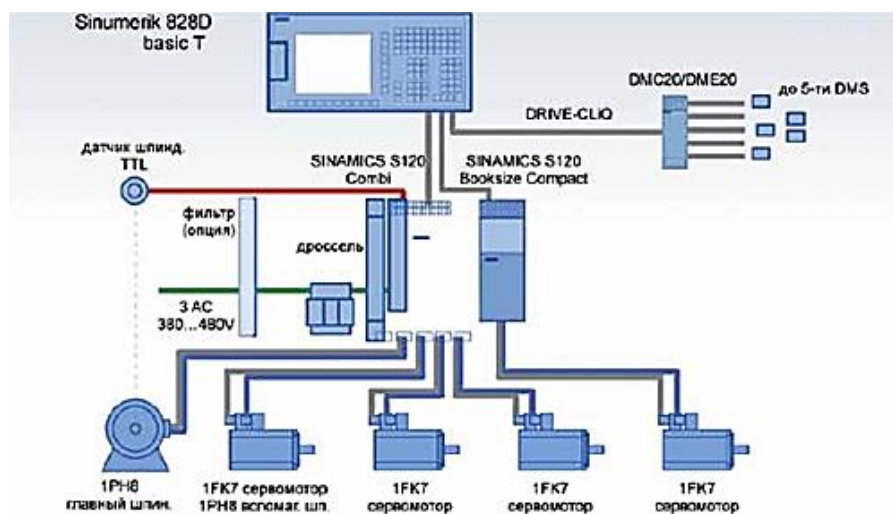 Sinumerik 828D
basic T
DMC20/DME20
до 5-ти DMS
DRIVE-CLiQ
датчик шпинд.
TTL
SINAMICS S120
Combi
SINAMICS S120
Booksize Compact
фильтр
(опция)
дроссель
3 AC
380...480V
1PH8
главный шпин.
1FK7 сервомотор
1PH8 вспомаг. шп.
1FK7
сервомотор
1FK7
сервомотор
1FK7
сервомотор